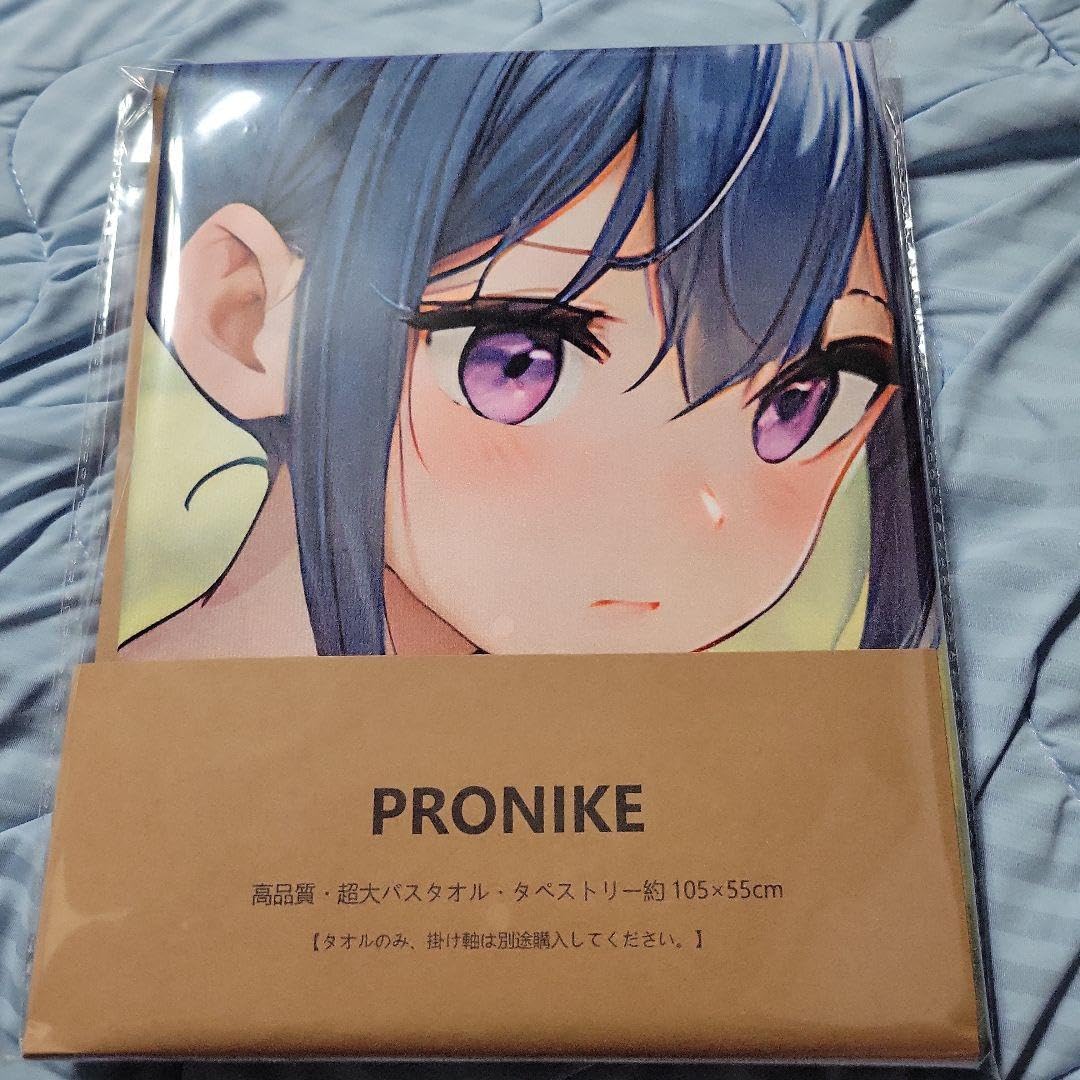 PRONIKE
高品質・超大バスタオル・タペストリー約 105×55cm
【タオルのみ、掛け軸は別途購入してください。】